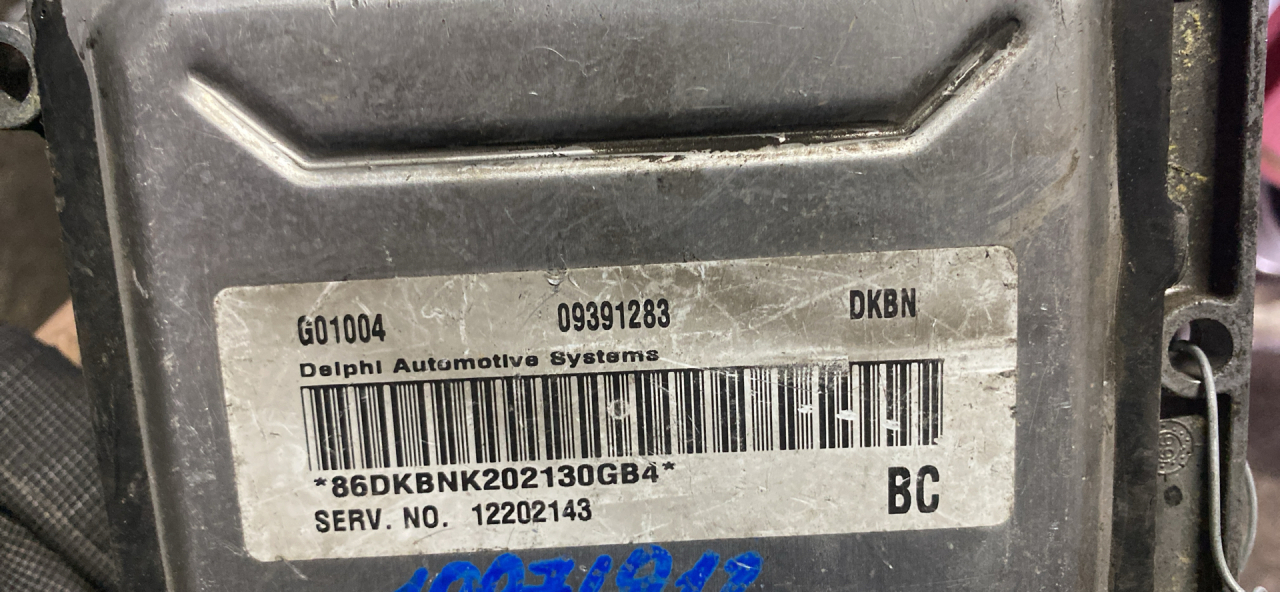 G01004 09391283 DKBN
Delphi Automotive Systems
*86DKBNK202130GB4*
SERV. NO. 12202143 BC